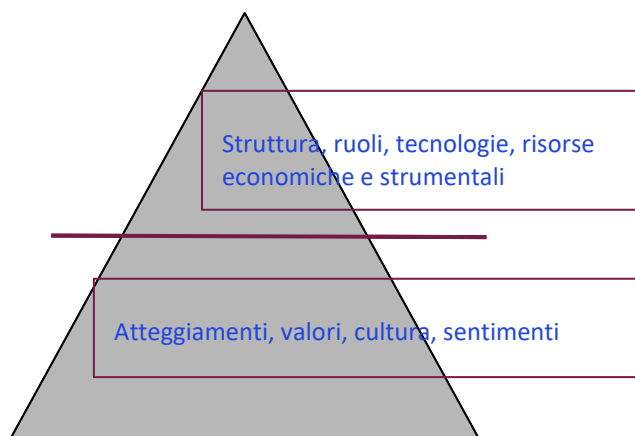 Struttura, ruoli, tecnologie, risorse
economiche e strumentali
Atteggiamenti, valori, cultura, sentimenti